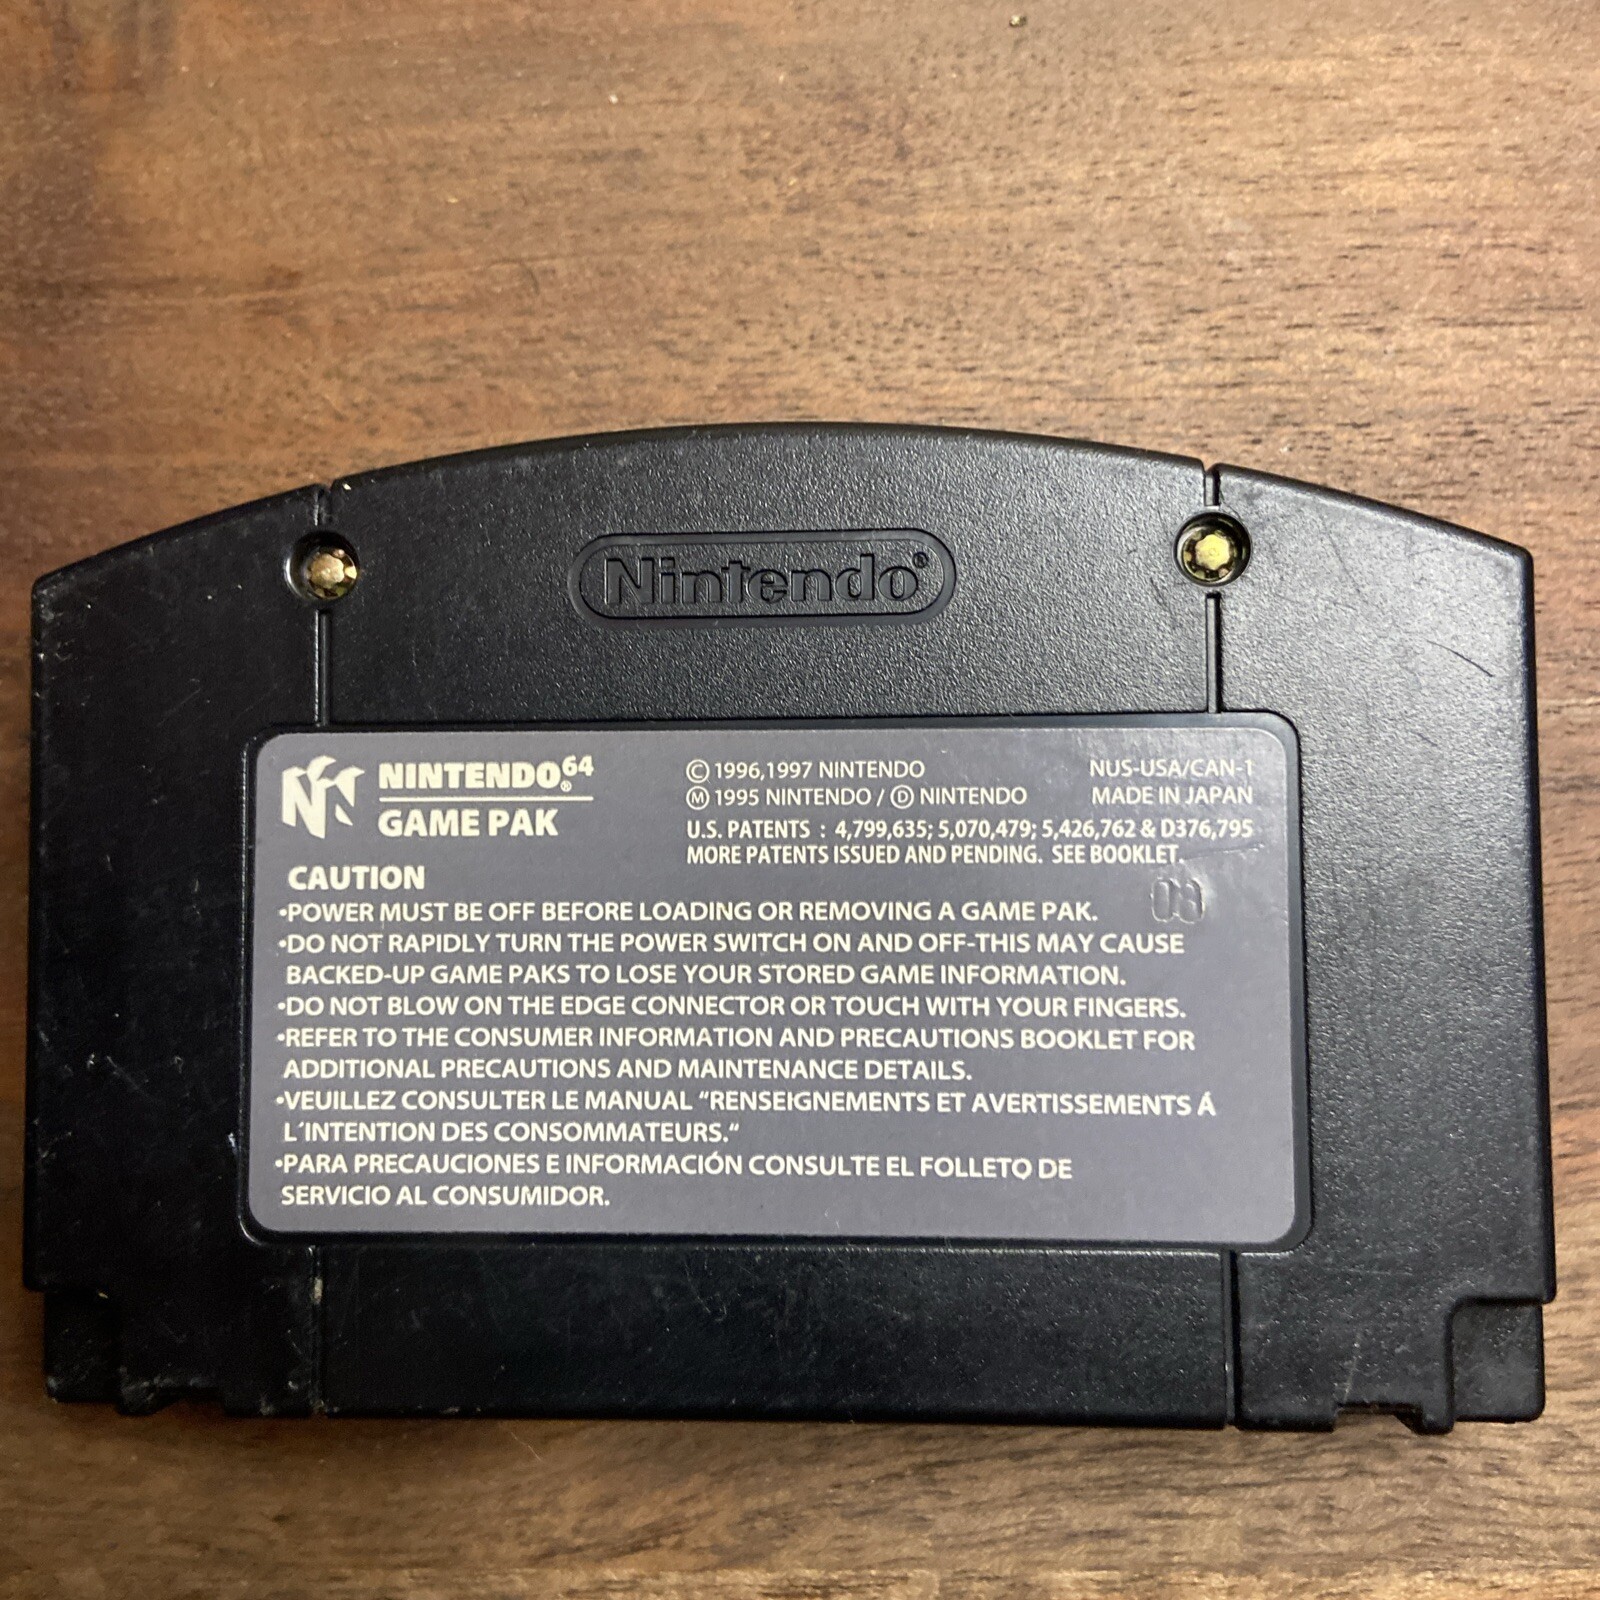 Nintendo®
NINTENDO64®
GAME PAK
© 1996,1997 NINTENDO
NUS-USA/CAN-1
Ⓜ 1995 NINTENDO / Ⓓ NINTENDO
MADE IN JAPAN
U.S. PATENTS : 4,799,635; 5,070,479; 5,426,762 & D376,795
MORE PATENTS ISSUED AND PENDING. SEE BOOKLET.
CAUTION
•POWER MUST BE OFF BEFORE LOADING OR REMOVING A GAME PAK.
•DO NOT RAPIDLY TURN THE POWER SWITCH ON AND OFF-THIS MAY CAUSE
BACKED-UP GAME PAKS TO LOSE YOUR STORED GAME INFORMATION.
•DO NOT BLOW ON THE EDGE CONNECTOR OR TOUCH WITH YOUR FINGERS.
•REFER TO THE CONSUMER INFORMATION AND PRECAUTIONS BOOKLET FOR
ADDITIONAL PRECAUTIONS AND MAINTENANCE DETAILS.
•VEUILLEZ CONSULTER LE MANUAL “RENSEIGNEMENTS ET AVERTISSEMENTS Á
L´INTENTION DES CONSOMMATEURS.“
•PARA PRECAUCIONES E INFORMACIÓN CONSULTE EL FOLLETO DE
SERVICIO AL CONSUMIDOR.